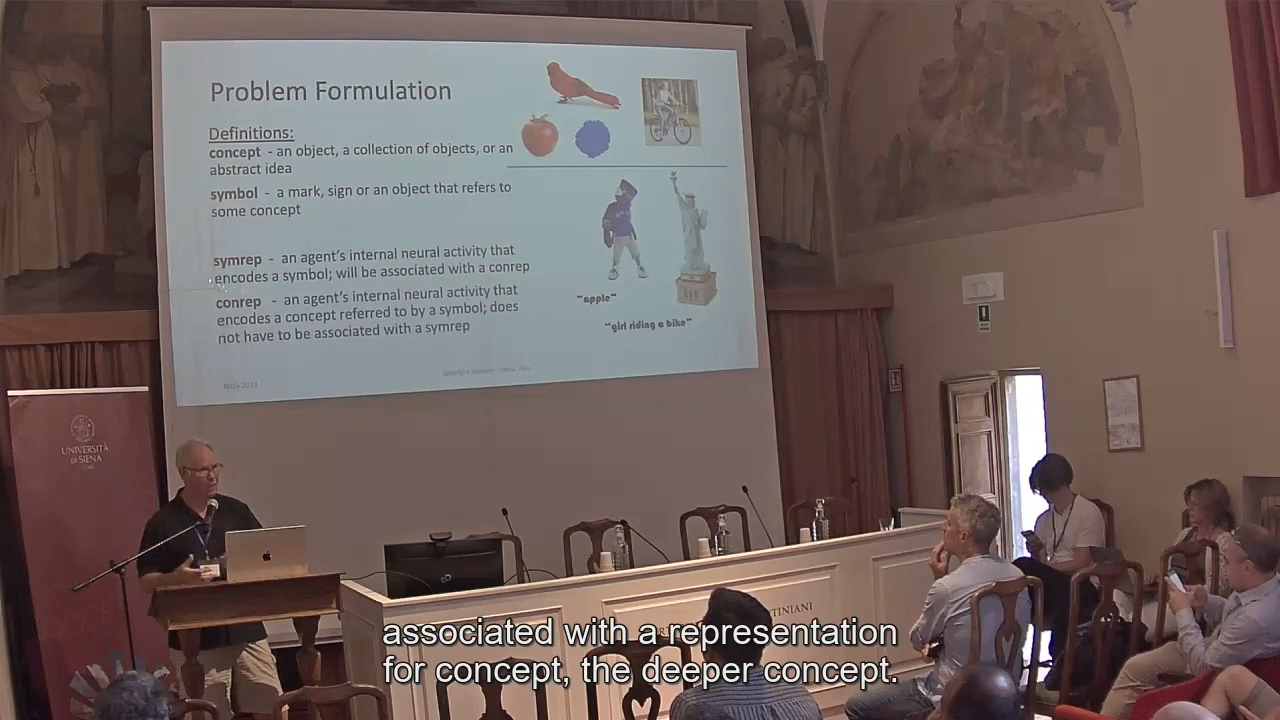 Problem Formulation
Definitions:
concept - an object, a collection of objects, or an
abstract idea
symbol - a mark, sign or an object that refers to
some concept
symrep - an agent's internal neural activity that
encodes a symbol; will be associated with a conrep
conrep - an agent's internal neural activity that
encodes a concept referred to by a symbol; does
not have to be associated with a symrep
"apple"
"girl riding a bike"
UNIVERSITÀ
DI SIENA
associated with a representation
for concept, the deeper concept.